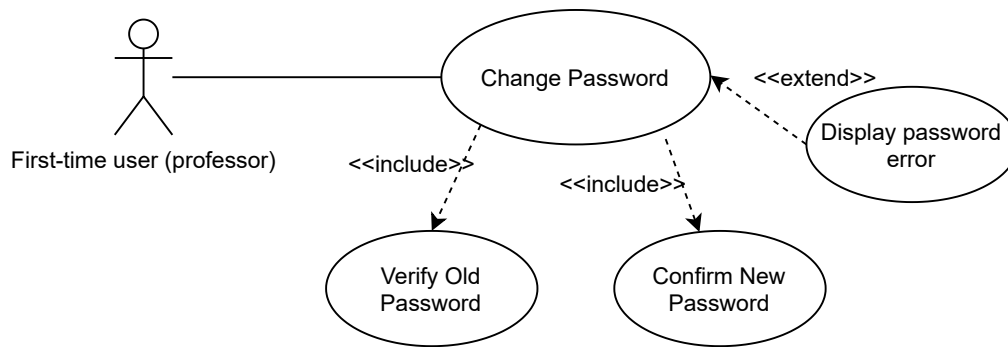 Change Password
<<extend>>
Display password
error
First-time user (professor)
<<include>>
<<include>>
Verify Old
Password
Confirm New
Password